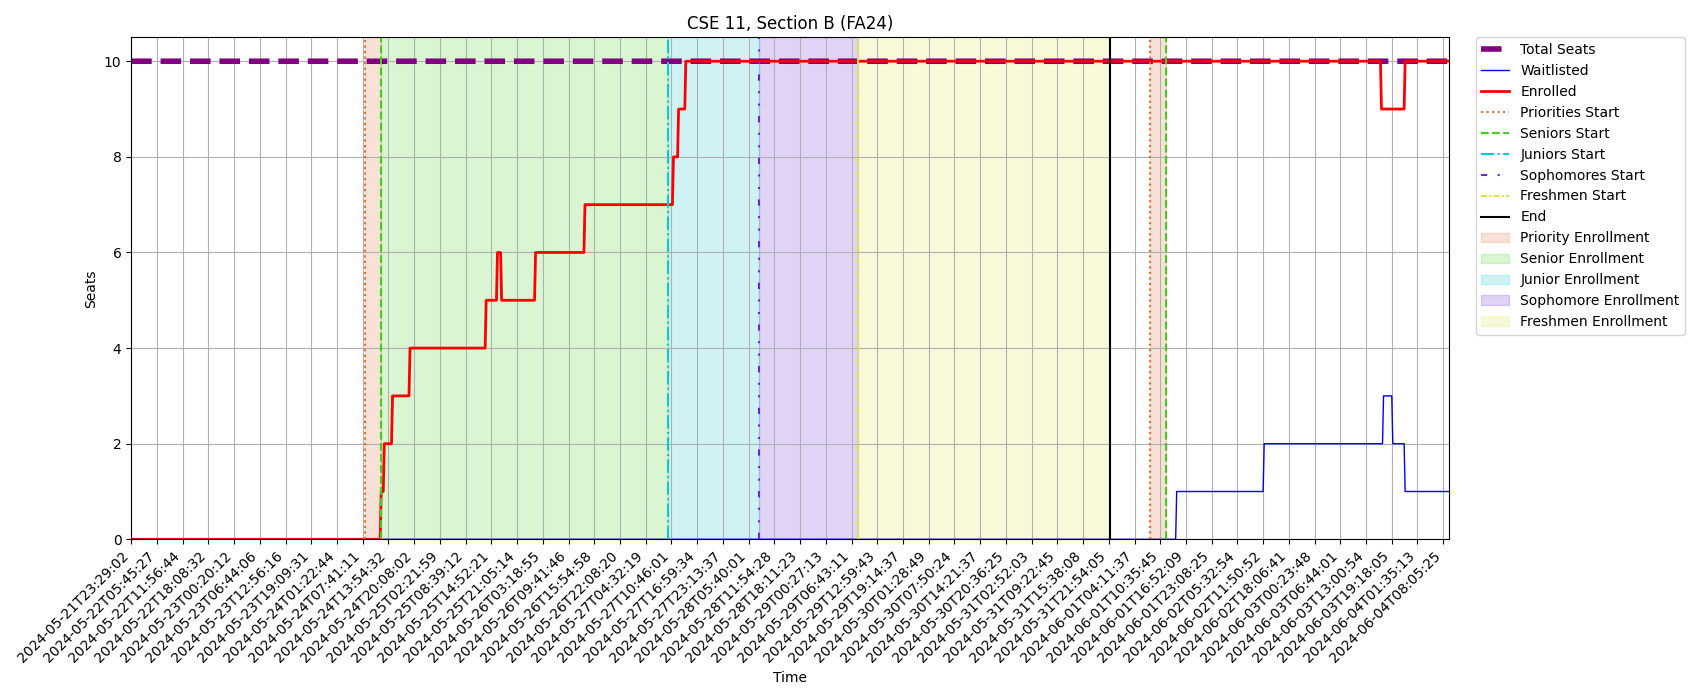 CSE 11, Section B (FA24)
10
8
6
4
2
0
Seats
2024-05-21T23:29:02
2024-05-22T05:45:27
2024-05-22T11:56:44
2024-05-22T18:08:32
2024-05-23T00:20:12
2024-05-23T06:44:06
2024-05-23T12:56:16
2024-05-23T19:09:31
2024-05-24T01:22:44
2024-05-24T07:41:11
2024-05-24T13:54:32
2024-05-24T20:08:02
2024-05-25T02:21:59
2024-05-25T08:39:12
2024-05-25T14:52:21
2024-05-25T21:05:14
2024-05-26T03:18:55
2024-05-26T09:41:46
2024-05-26T15:54:58
2024-05-26T22:08:20
2024-05-27T04:32:19
2024-05-27T10:46:01
2024-05-27T16:59:34
2024-05-27T23:13:37
2024-05-28T05:40:01
2024-05-28T11:54:28
2024-05-28T18:11:23
2024-05-29T00:27:13
2024-05-29T06:43:11
2024-05-29T12:59:43
2024-05-29T19:14:37
2024-05-30T01:28:49
2024-05-30T07:50:24
2024-05-30T14:21:37
2024-05-30T20:36:25
2024-05-31T02:52:03
2024-05-31T09:22:45
2024-05-31T15:38:08
2024-05-31T21:54:05
2024-06-01T04:11:37
2024-06-01T10:35:45
2024-06-01T16:52:09
2024-06-01T23:08:25
2024-06-02T05:32:54
2024-06-02T11:50:52
2024-06-02T18:06:41
2024-06-03T00:23:48
2024-06-03T06:44:01
2024-06-03T13:00:54
2024-06-03T19:18:05
2024-06-04T01:35:13
2024-06-04T08:05:25
Time
Total Seats
Waitlisted
Enrolled
Priorities Start
Seniors Start
Juniors Start
Sophomores Start
Freshmen Start
End
Priority Enrollment
Senior Enrollment
Junior Enrollment
Sophomore Enrollment
Freshmen Enrollment